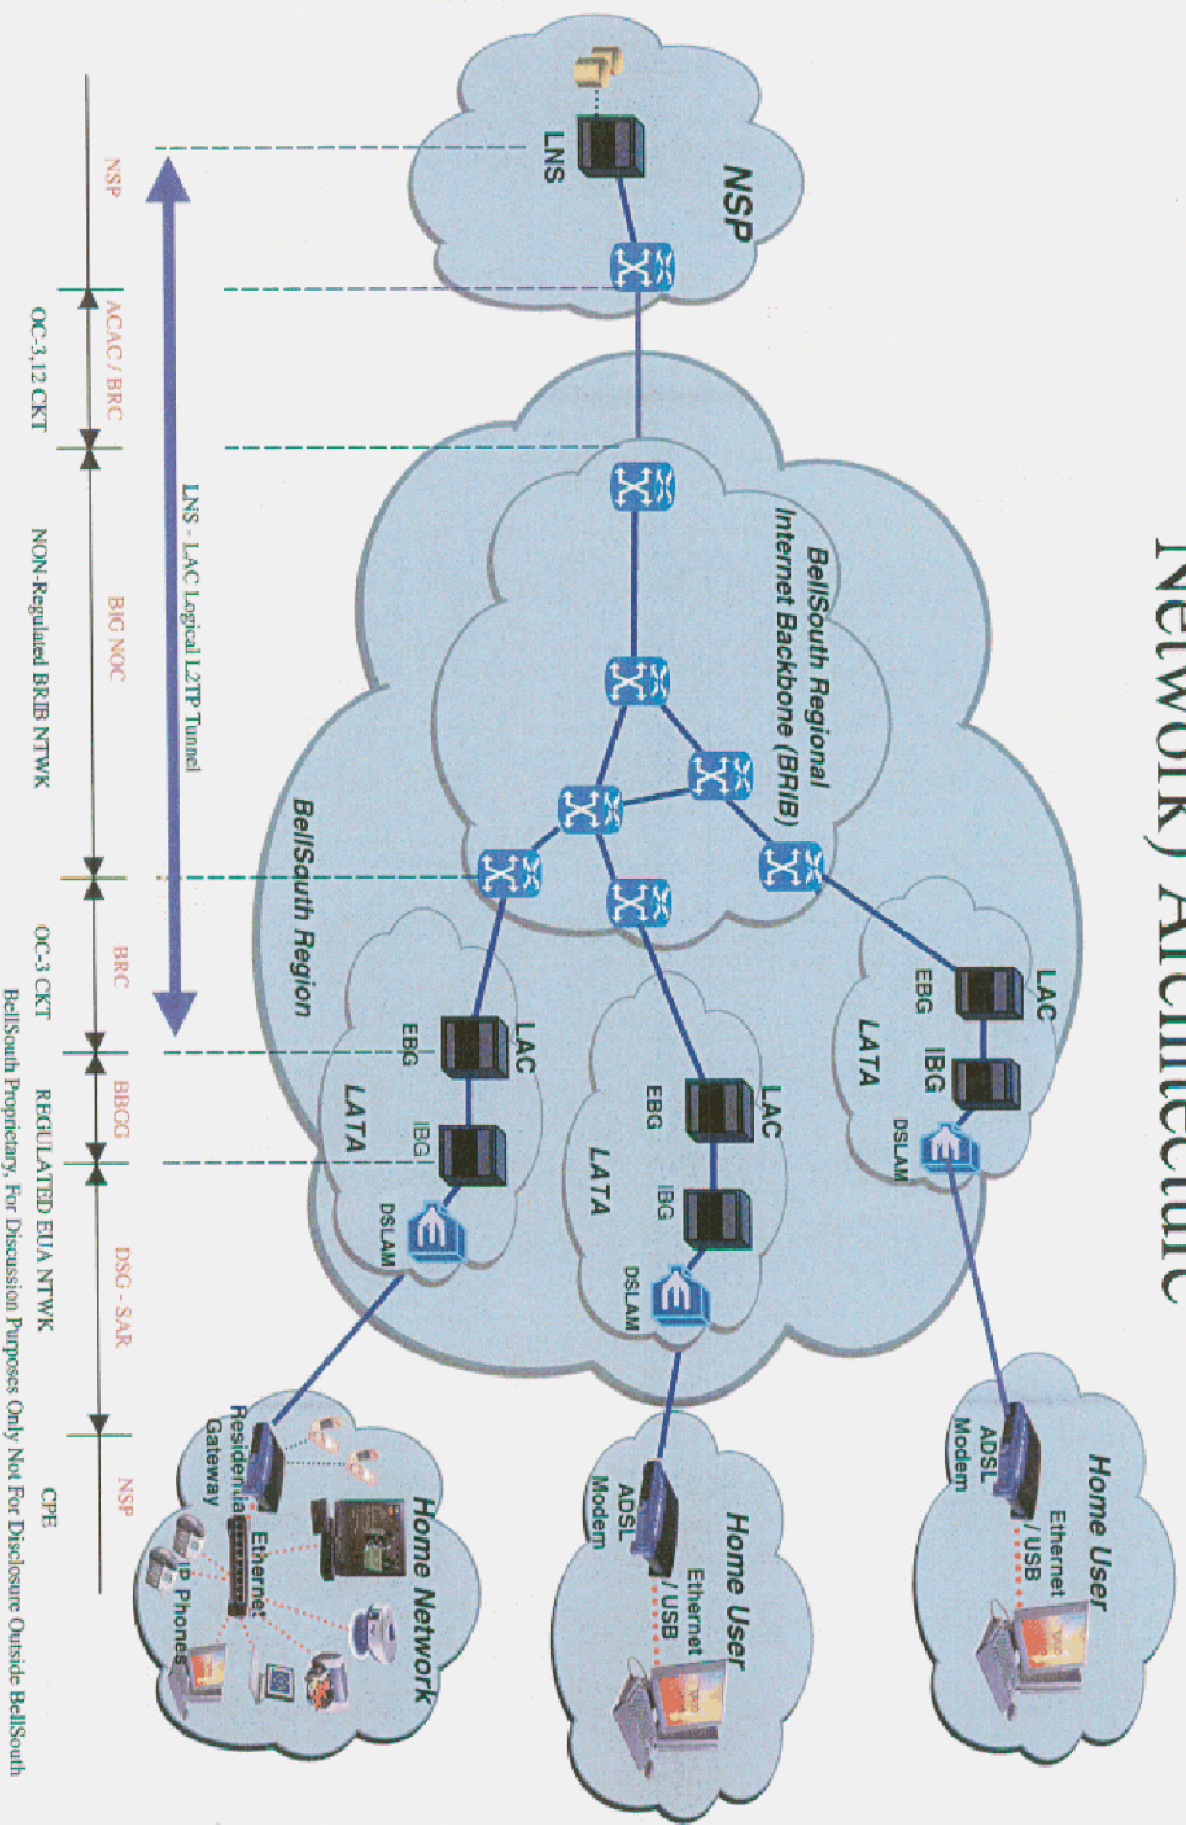 Network) Architecture
NSP
LNS
BellSouth Regional
Internet Backbone (BRIB)
BellSouth Region
LAC
EBG
IBG
LATA
DSLAM
LAC
EBG
IBG
LATA
DSLAM
LAC
EBG
IBG
LATA
DSLAM
Home User
ADSL
Modem
Ethernet
/ USB
Home User
ADSL
Modem
Ethernet
/ USB
Home Network
Residential
Gateway
Ethernet
IP Phones
LNS - LAC Logical L2TP Tunnel
NSP
ACAC / BRC
BIG NOC
BRC
BBGG
DSG - SAR
NSP
OC-3,12 CKT
NON-Regulated BRIB NTWK
OC-3 CKT
REGULATED EUA NTWK
CPE
BellSouth Proprietary, For Discussion Purposes Only Not For Disclosure Outside BellSouth